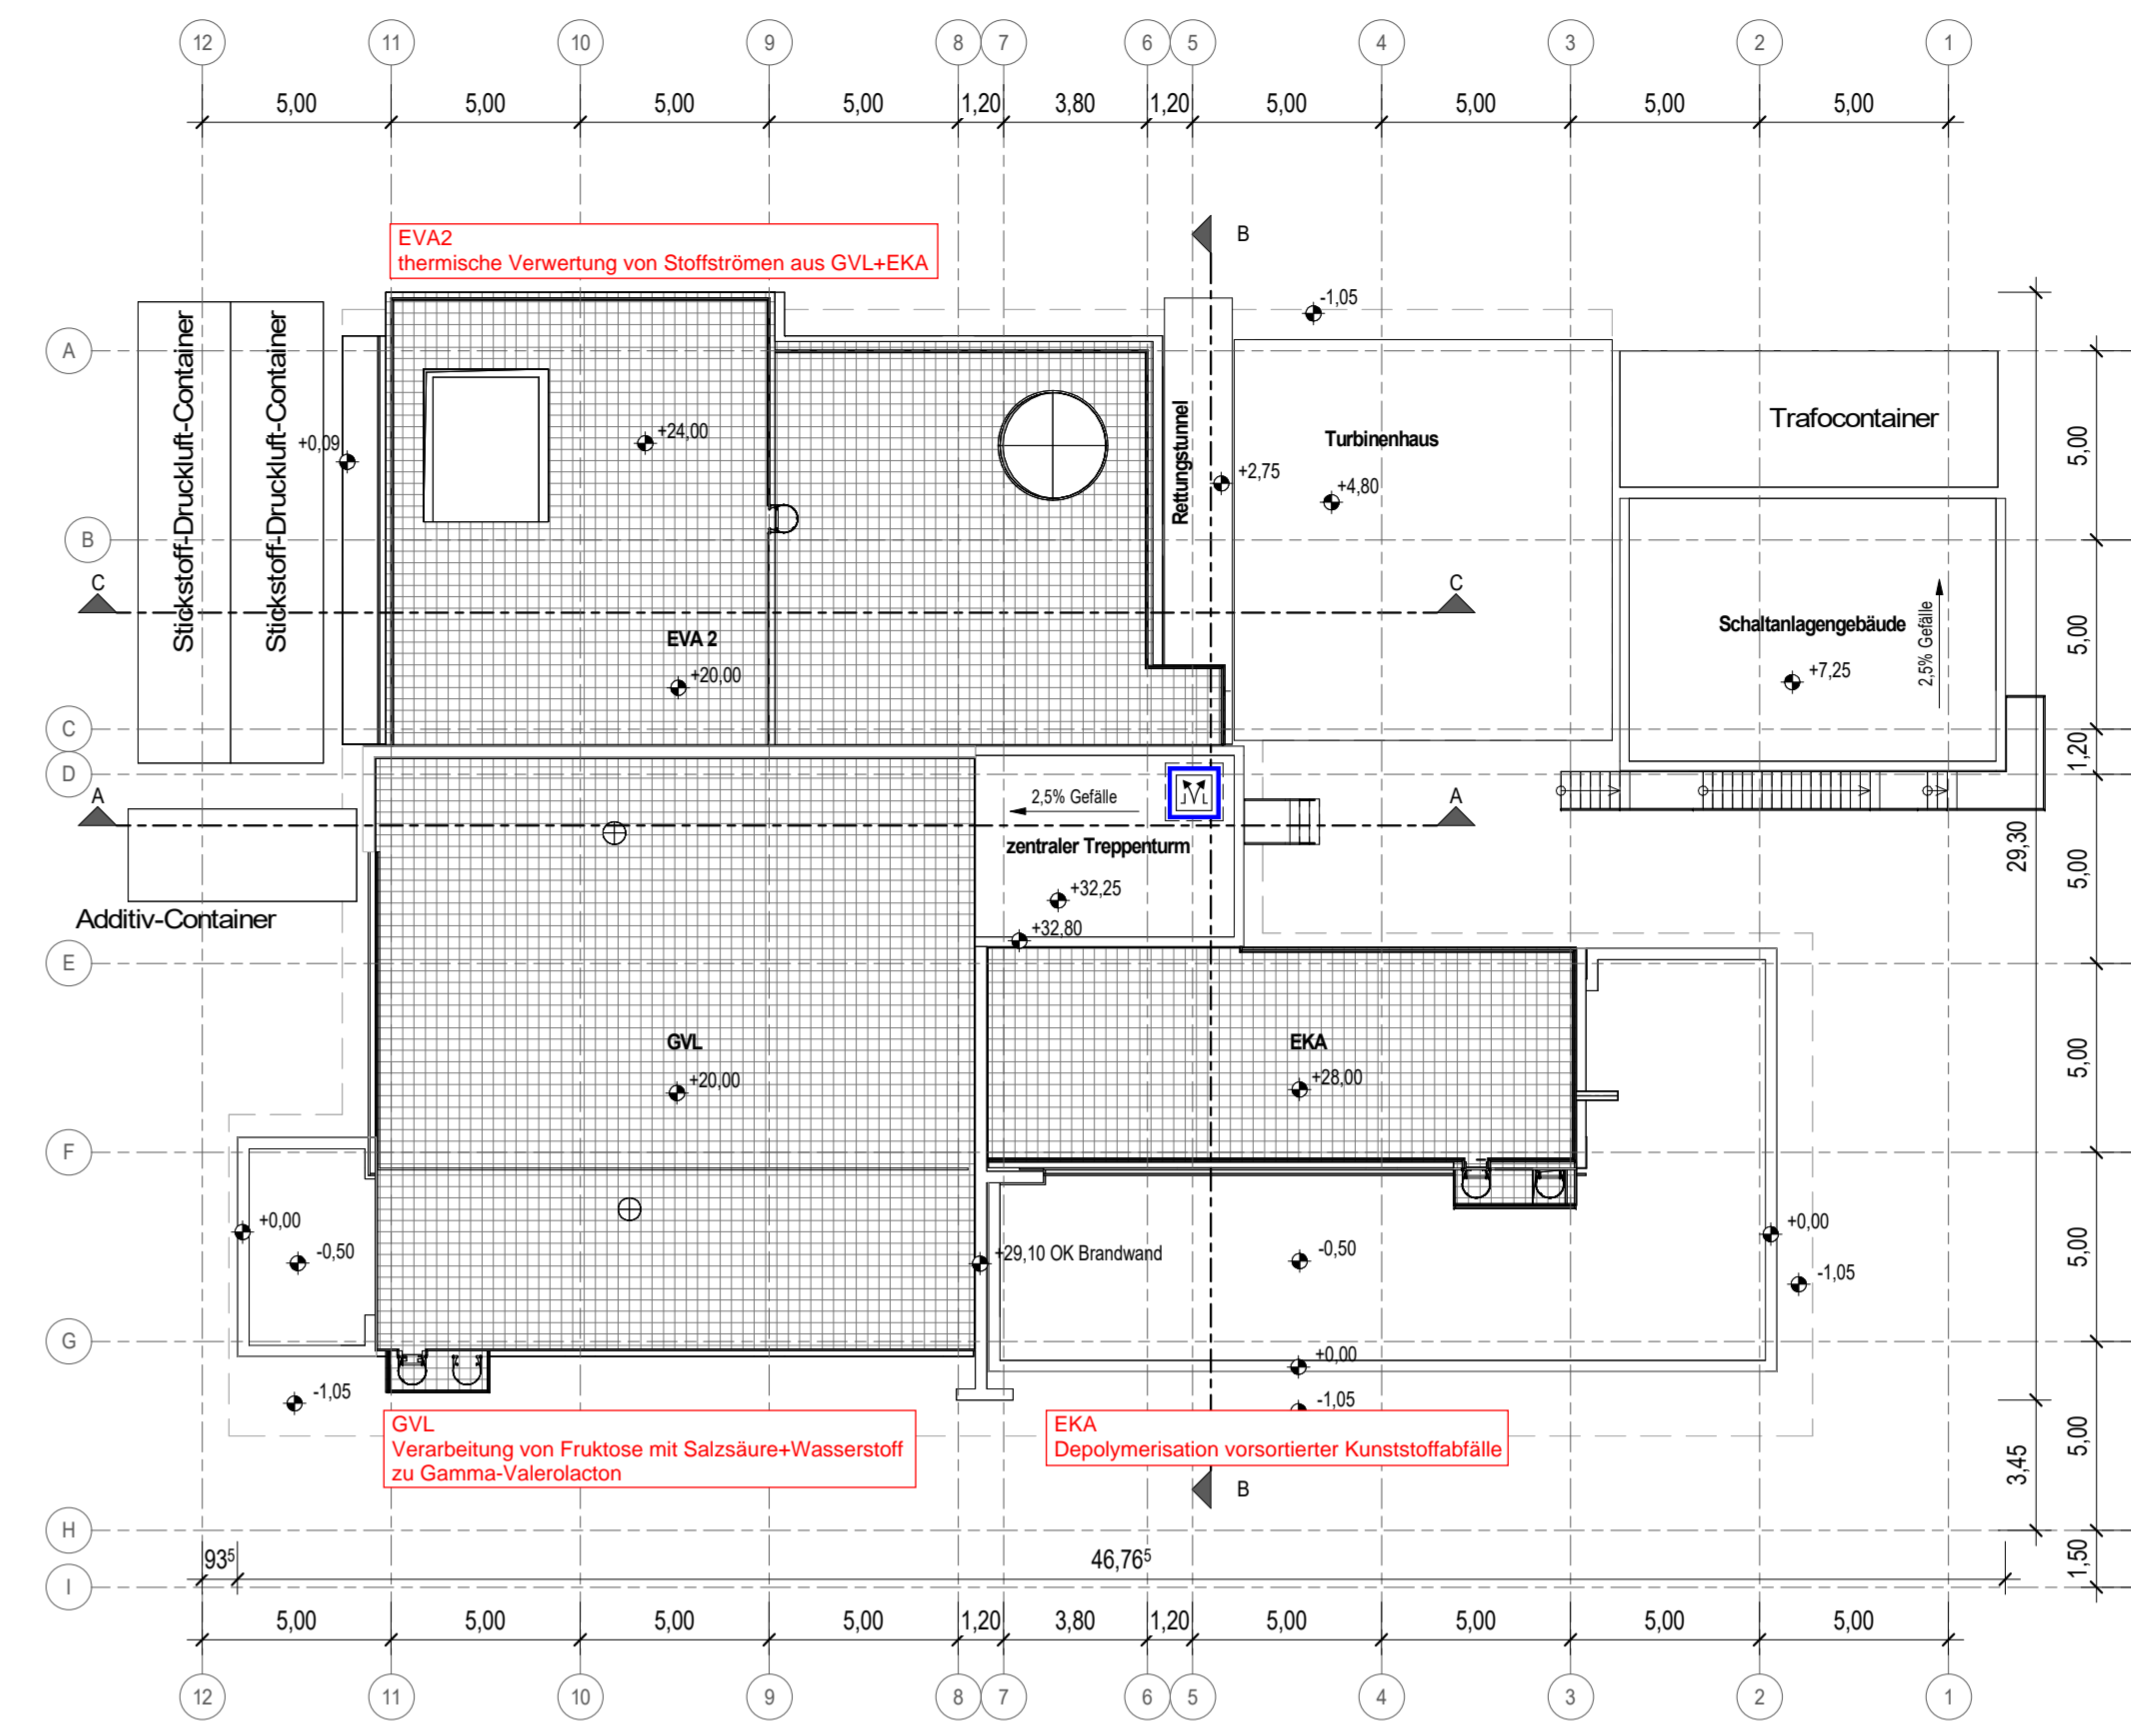 12 11 10 9 8 7 6 5 4 3 2 1
5,00 5,00 5,00 5,00 1,20 3,80 1,20 5,00 5,00 5,00 5,00
EVA2
thermische Verwertung von Stoffströmen aus GVL+EKA
B
-1,05
A
Stickstoff-Druckluft-Container
Stickstoff-Druckluft-Container
+0,09
+24,00
Rettungstunnel
+2,75
Turbinenhaus
+4,80
Trafocontainer
5,00
B
C
C
EVA 2
+20,00
Schaltanlagengebäude
+7,25
2,5% Gefälle
5,00
C
1,20
D
A
A
2,5% Gefälle
zentraler Treppenturm
+32,25
+32,80
29,30
5,00
Additiv-Container
E
GVL
+20,00
EKA
+28,00
5,00
F
+0,00
-0,50
+29,10 OK Brandwand
-0,50
+0,00
-1,05
5,00
G
-1,05
+0,00
-1,05
GVL
Verarbeitung von Fruktose mit Salzsäure+Wasserstoff
zu Gamma-Valerolacton
EKA
Depolymerisation vorsortierter Kunststoffabfälle
B
3,45
5,00
H
93⁵
46,76⁵
1,50
I
5,00 5,00 5,00 5,00 1,20 3,80 1,20 5,00 5,00 5,00 5,00
12 11 10 9 8 7 6 5 4 3 2 1